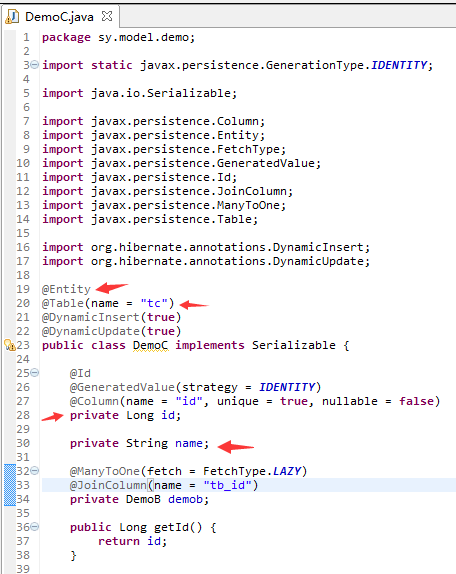 DemoC.java
1 package sy.model.demo;
2
3 import static javax.persistence.GenerationType.IDENTITY;
4
5 import java.io.Serializable;
6
7 import javax.persistence.Column;
8 import javax.persistence.Entity;
9 import javax.persistence.FetchType;
10 import javax.persistence.GeneratedValue;
11 import javax.persistence.Id;
12 import javax.persistence.JoinColumn;
13 import javax.persistence.ManyToOne;
14 import javax.persistence.Table;
15
16 import org.hibernate.annotations.DynamicInsert;
17 import org.hibernate.annotations.DynamicUpdate;
18
19 @Entity
20 @Table(name = "tc")
21 @DynamicInsert(true)
22 @DynamicUpdate(true)
23 public class DemoC implements Serializable {
24
25 @Id
26 @GeneratedValue(strategy = IDENTITY)
27 @Column(name = "id", unique = true, nullable = false)
28 private Long id;
29
30 private String name;
31
32 @ManyToOne(fetch = FetchType.LAZY)
33 @JoinColumn(name = "tb_id")
34 private DemoB demob;
35
36 public Long getId() {
37 return id;
38 }
39